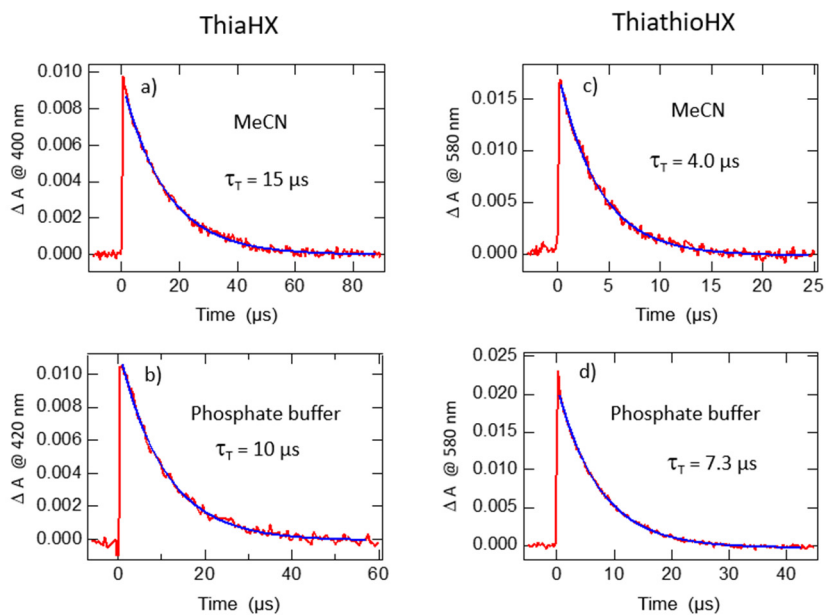 ThiaHX
ThiathioHX
a)
MeCN
τT = 15 µs
Δ A @ 400 nm
0.010
0.008
0.006
0.004
0.002
0.000
0 20 40 60 80
Time (µs)
c)
MeCN
τT = 4.0 µs
Δ A @ 580 nm
0.015
0.010
0.005
0.000
0 5 10 15 20 25
Time (µs)
b)
Phosphate buffer
τT = 10 µs
Δ A @ 420 nm
0.010
0.008
0.006
0.004
0.002
0.000
0 20 40 60
Time (µs)
d)
Phosphate buffer
τT = 7.3 µs
Δ A @ 580 nm
0.025
0.020
0.015
0.010
0.005
0.000
0 10 20 30 40
Time (µs)